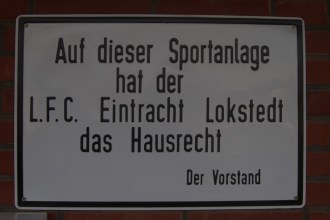 Auf dieser Sportanlage
hat der
L.F.C. Eintracht Lokstedt
das Hausrecht
Der Vorstand